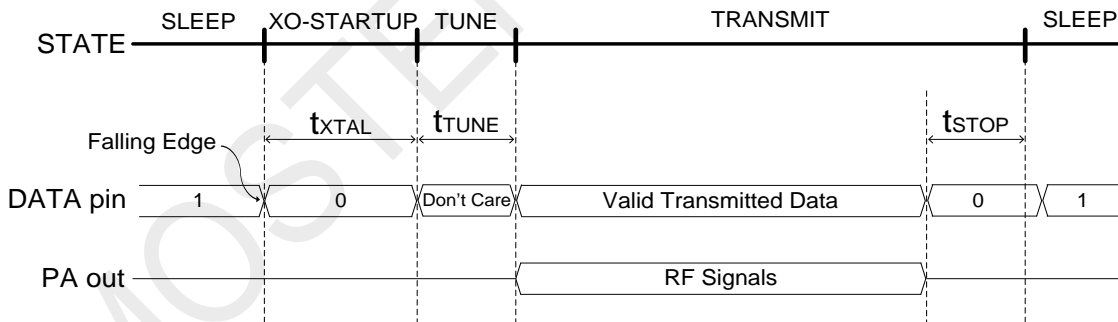 SLEEP XO-STARTUP TUNE TRANSMIT SLEEP
STATE
tXTAL tTUNE tSTOP
Falling Edge
DATA pin 1 0 Don't Care Valid Transmitted Data 0 1
PA out RF Signals